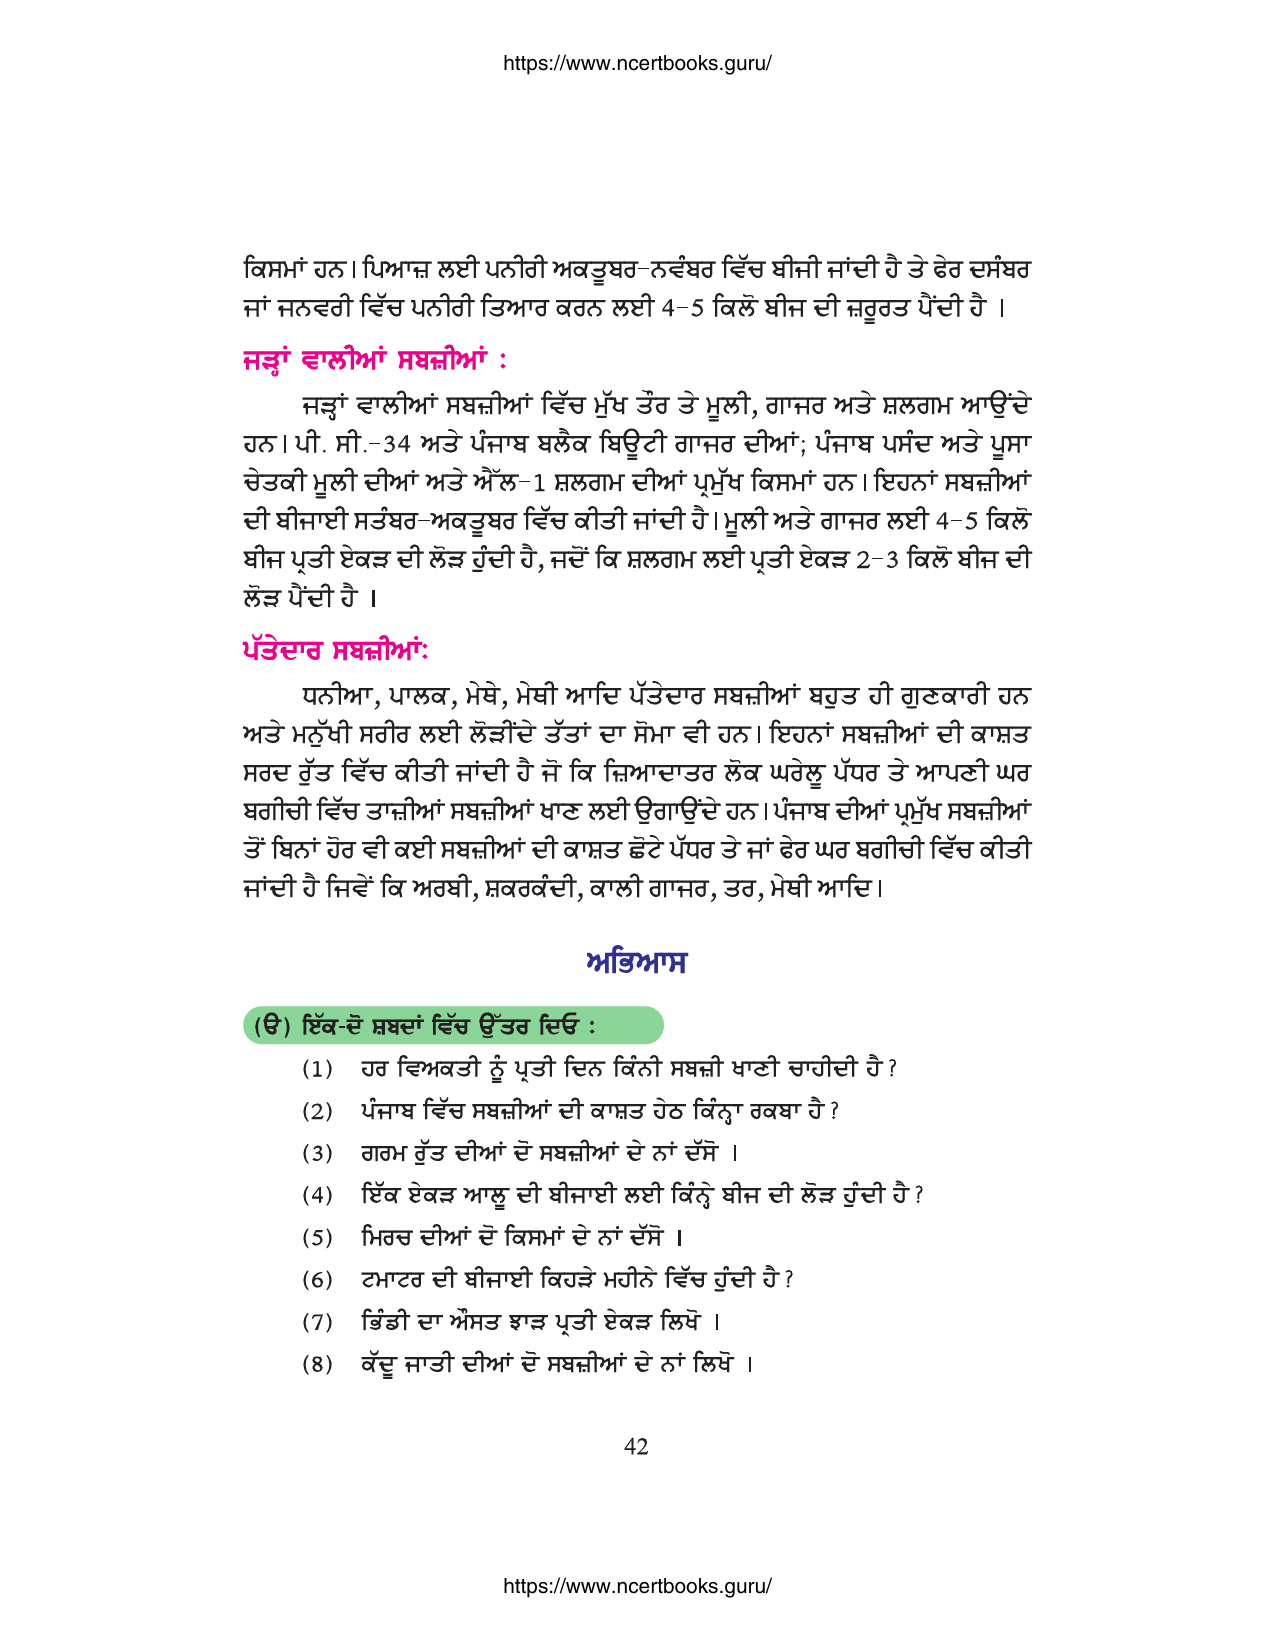 https://www.ncertbooks.guru/
ਕਿਸਮਾਂ ਹਨ। ਪਿਆਜ਼ ਲਈ ਪਨੀਰੀ ਅਕਤੂਬਰ-ਨਵੰਬਰ ਵਿੱਚ ਬੀਜੀ ਜਾਂਦੀ ਹੈ ਤੇ ਫੇਰ ਦਸੰਬਰ
ਜਾਂ ਜਨਵਰੀ ਵਿੱਚ ਪਨੀਰੀ ਤਿਆਰ ਕਰਨ ਲਈ 4-5 ਕਿਲੋ ਬੀਜ ਦੀ ਜ਼ਰੂਰਤ ਪੈਂਦੀ ਹੈ ।
ਜੜ੍ਹਾਂ ਵਾਲੀਆਂ ਸਬਜ਼ੀਆਂ :
ਜੜ੍ਹਾਂ ਵਾਲੀਆਂ ਸਬਜ਼ੀਆਂ ਵਿੱਚ ਮੁੱਖ ਤੌਰ ਤੇ ਮੂਲੀ, ਗਾਜਰ ਅਤੇ ਸ਼ਲਗਮ ਆਉਂਦੇ
ਹਨ। ਪੀ. ਸੀ.-34 ਅਤੇ ਪੰਜਾਬ ਬਲੈਕ ਬਿਊਟੀ ਗਾਜਰ ਦੀਆਂ; ਪੰਜਾਬ ਪਸੰਦ ਅਤੇ ਪੂਸਾ
ਚੇਤਕੀ ਮੂਲੀ ਦੀਆਂ ਅਤੇ ਐੱਲ-1 ਸ਼ਲਗਮ ਦੀਆਂ ਪ੍ਰਮੁੱਖ ਕਿਸਮਾਂ ਹਨ। ਇਹਨਾਂ ਸਬਜ਼ੀਆਂ
ਦੀ ਬੀਜਾਈ ਸਤੰਬਰ-ਅਕਤੂਬਰ ਵਿੱਚ ਕੀਤੀ ਜਾਂਦੀ ਹੈ। ਮੂਲੀ ਅਤੇ ਗਾਜਰ ਲਈ 4-5 ਕਿਲੋ
ਬੀਜ ਪ੍ਰਤੀ ਏਕੜ ਦੀ ਲੋੜ ਹੁੰਦੀ ਹੈ, ਜਦੋਂ ਕਿ ਸ਼ਲਗਮ ਲਈ ਪ੍ਰਤੀ ਏਕੜ 2-3 ਕਿਲੋ ਬੀਜ ਦੀ
ਲੋੜ ਪੈਂਦੀ ਹੈ ।
ਪੱਤੇਦਾਰ ਸਬਜ਼ੀਆਂ:
ਧਨੀਆ, ਪਾਲਕ, ਮੇਥੇ, ਮੇਥੀ ਆਦਿ ਪੱਤੇਦਾਰ ਸਬਜ਼ੀਆਂ ਬਹੁਤ ਹੀ ਗੁਣਕਾਰੀ ਹਨ
ਅਤੇ ਮਨੁੱਖੀ ਸਰੀਰ ਲਈ ਲੋੜੀਂਦੇ ਤੱਤਾਂ ਦਾ ਸੋਮਾ ਵੀ ਹਨ। ਇਹਨਾਂ ਸਬਜ਼ੀਆਂ ਦੀ ਕਾਸ਼ਤ
ਸਰਦ ਰੁੱਤ ਵਿੱਚ ਕੀਤੀ ਜਾਂਦੀ ਹੈ ਜੋ ਕਿ ਜ਼ਿਆਦਾਤਰ ਲੋਕ ਘਰੇਲੂ ਪੱਧਰ ਤੇ ਆਪਣੀ ਘਰ
ਬਗੀਚੀ ਵਿੱਚ ਤਾਜ਼ੀਆਂ ਸਬਜ਼ੀਆਂ ਖਾਣ ਲਈ ਉਗਾਉਂਦੇ ਹਨ। ਪੰਜਾਬ ਦੀਆਂ ਪ੍ਰਮੁੱਖ ਸਬਜ਼ੀਆਂ
ਤੋਂ ਬਿਨਾਂ ਹੋਰ ਵੀ ਕਈ ਸਬਜ਼ੀਆਂ ਦੀ ਕਾਸ਼ਤ ਛੋਟੇ ਪੱਧਰ ਤੇ ਜਾਂ ਫੇਰ ਘਰ ਬਗੀਚੀ ਵਿੱਚ ਕੀਤੀ
ਜਾਂਦੀ ਹੈ ਜਿਵੇਂ ਕਿ ਅਰਬੀ, ਸ਼ਕਰਕੰਦੀ, ਕਾਲੀ ਗਾਜਰ, ਤਰ, ਮੇਥੀ ਆਦਿ।
ਅਭਿਆਸ
(ੳ) ਇੱਕ-ਦੋ ਸ਼ਬਦਾਂ ਵਿੱਚ ਉੱਤਰ ਦਿਓ :
(1) ਹਰ ਵਿਅਕਤੀ ਨੂੰ ਪ੍ਰਤੀ ਦਿਨ ਕਿੰਨੀ ਸਬਜ਼ੀ ਖਾਣੀ ਚਾਹੀਦੀ ਹੈ ?
(2) ਪੰਜਾਬ ਵਿੱਚ ਸਬਜ਼ੀਆਂ ਦੀ ਕਾਸ਼ਤ ਹੇਠ ਕਿੰਨ੍ਹਾ ਰਕਬਾ ਹੈ ?
(3) ਗਰਮ ਰੁੱਤ ਦੀਆਂ ਦੋ ਸਬਜ਼ੀਆਂ ਦੇ ਨਾਂ ਦੱਸੋ ।
(4) ਇੱਕ ਏਕੜ ਆਲੂ ਦੀ ਬੀਜਾਈ ਲਈ ਕਿੰਨ੍ਹੇ ਬੀਜ ਦੀ ਲੋੜ ਹੁੰਦੀ ਹੈ ?
(5) ਮਿਰਚ ਦੀਆਂ ਦੋ ਕਿਸਮਾਂ ਦੇ ਨਾਂ ਦੱਸੋ ।
(6) ਟਮਾਟਰ ਦੀ ਬੀਜਾਈ ਕਿਹੜੇ ਮਹੀਨੇ ਵਿੱਚ ਹੁੰਦੀ ਹੈ ?
(7) ਭਿੰਡੀ ਦਾ ਔਸਤ ਝਾੜ ਪ੍ਰਤੀ ਏਕੜ ਲਿਖੋ ।
(8) ਕੱਦੂ ਜਾਤੀ ਦੀਆਂ ਦੋ ਸਬਜ਼ੀਆਂ ਦੇ ਨਾਂ ਲਿਖੋ ।
42
https://www.ncertbooks.guru/